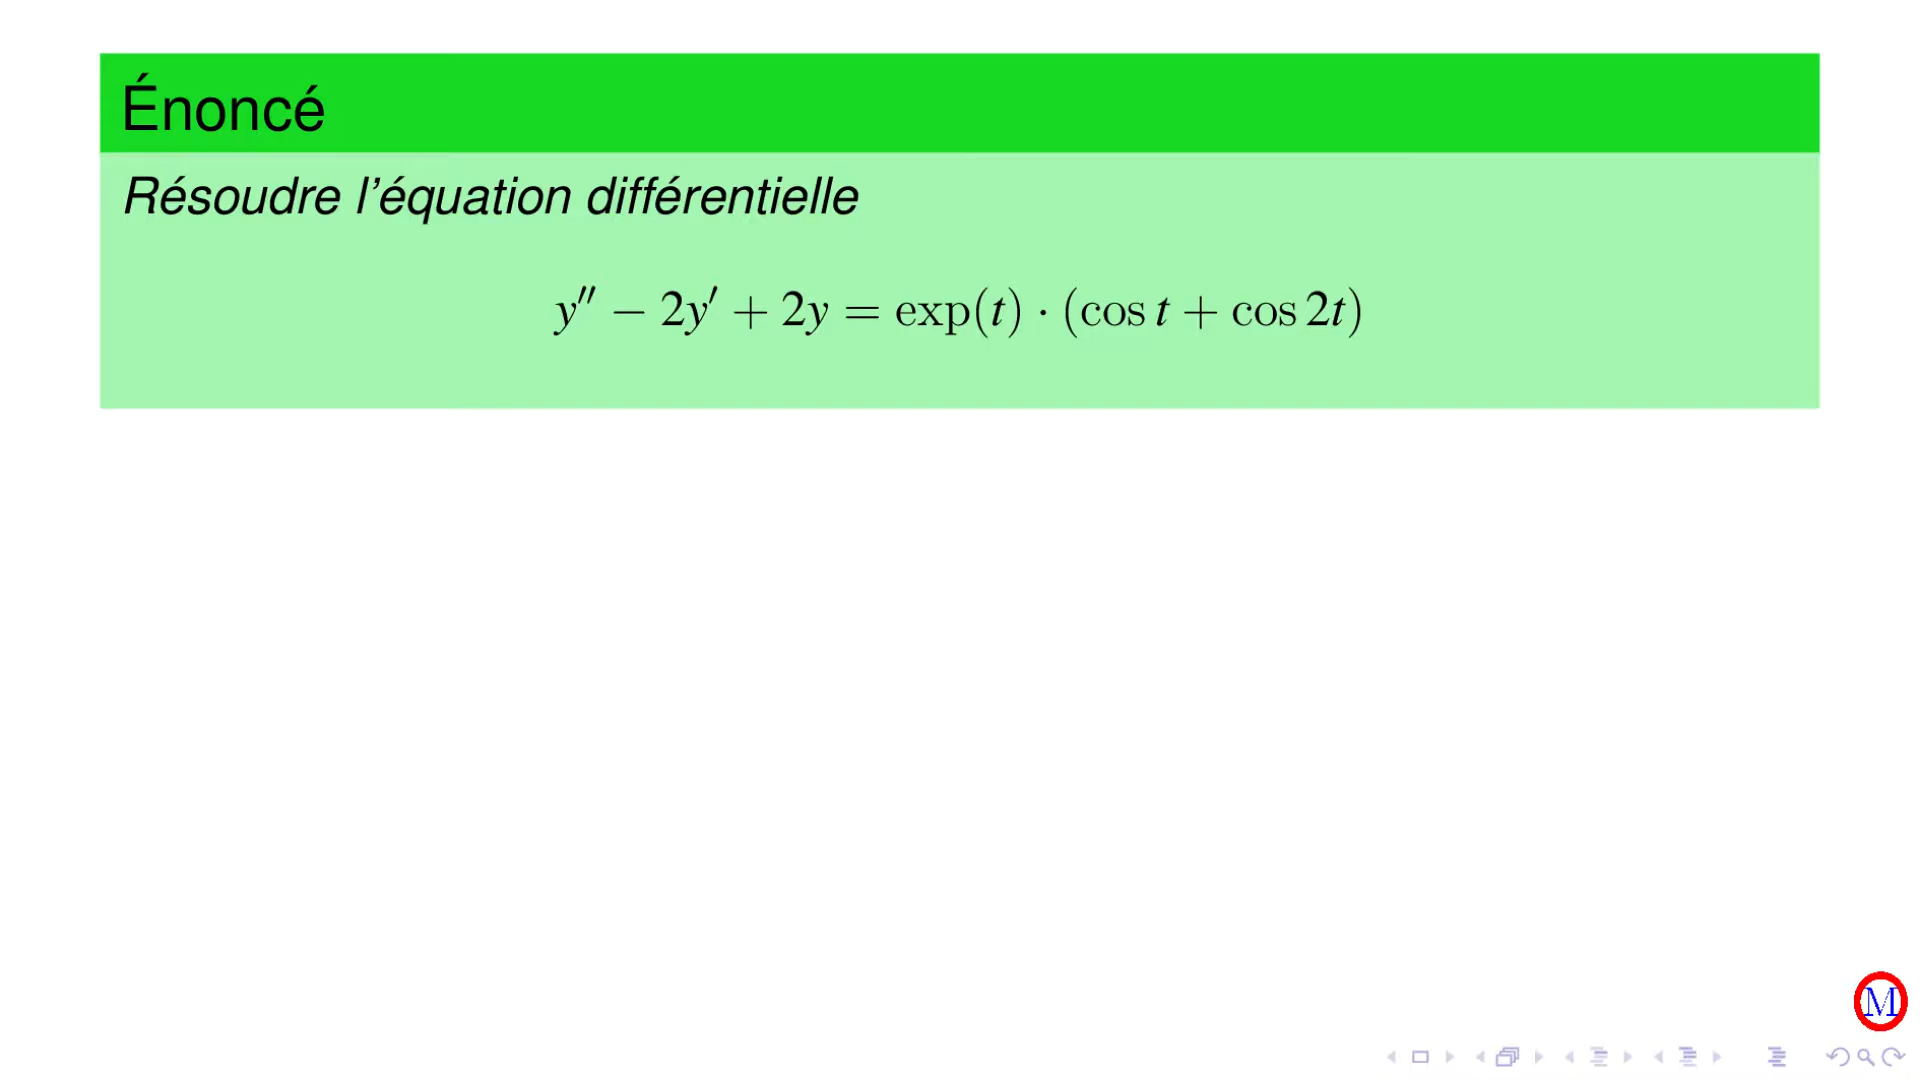 Énoncé
Résoudre l'équation différentielle
y″ − 2y′ + 2y = exp(t) · (cos t + cos 2t)
M